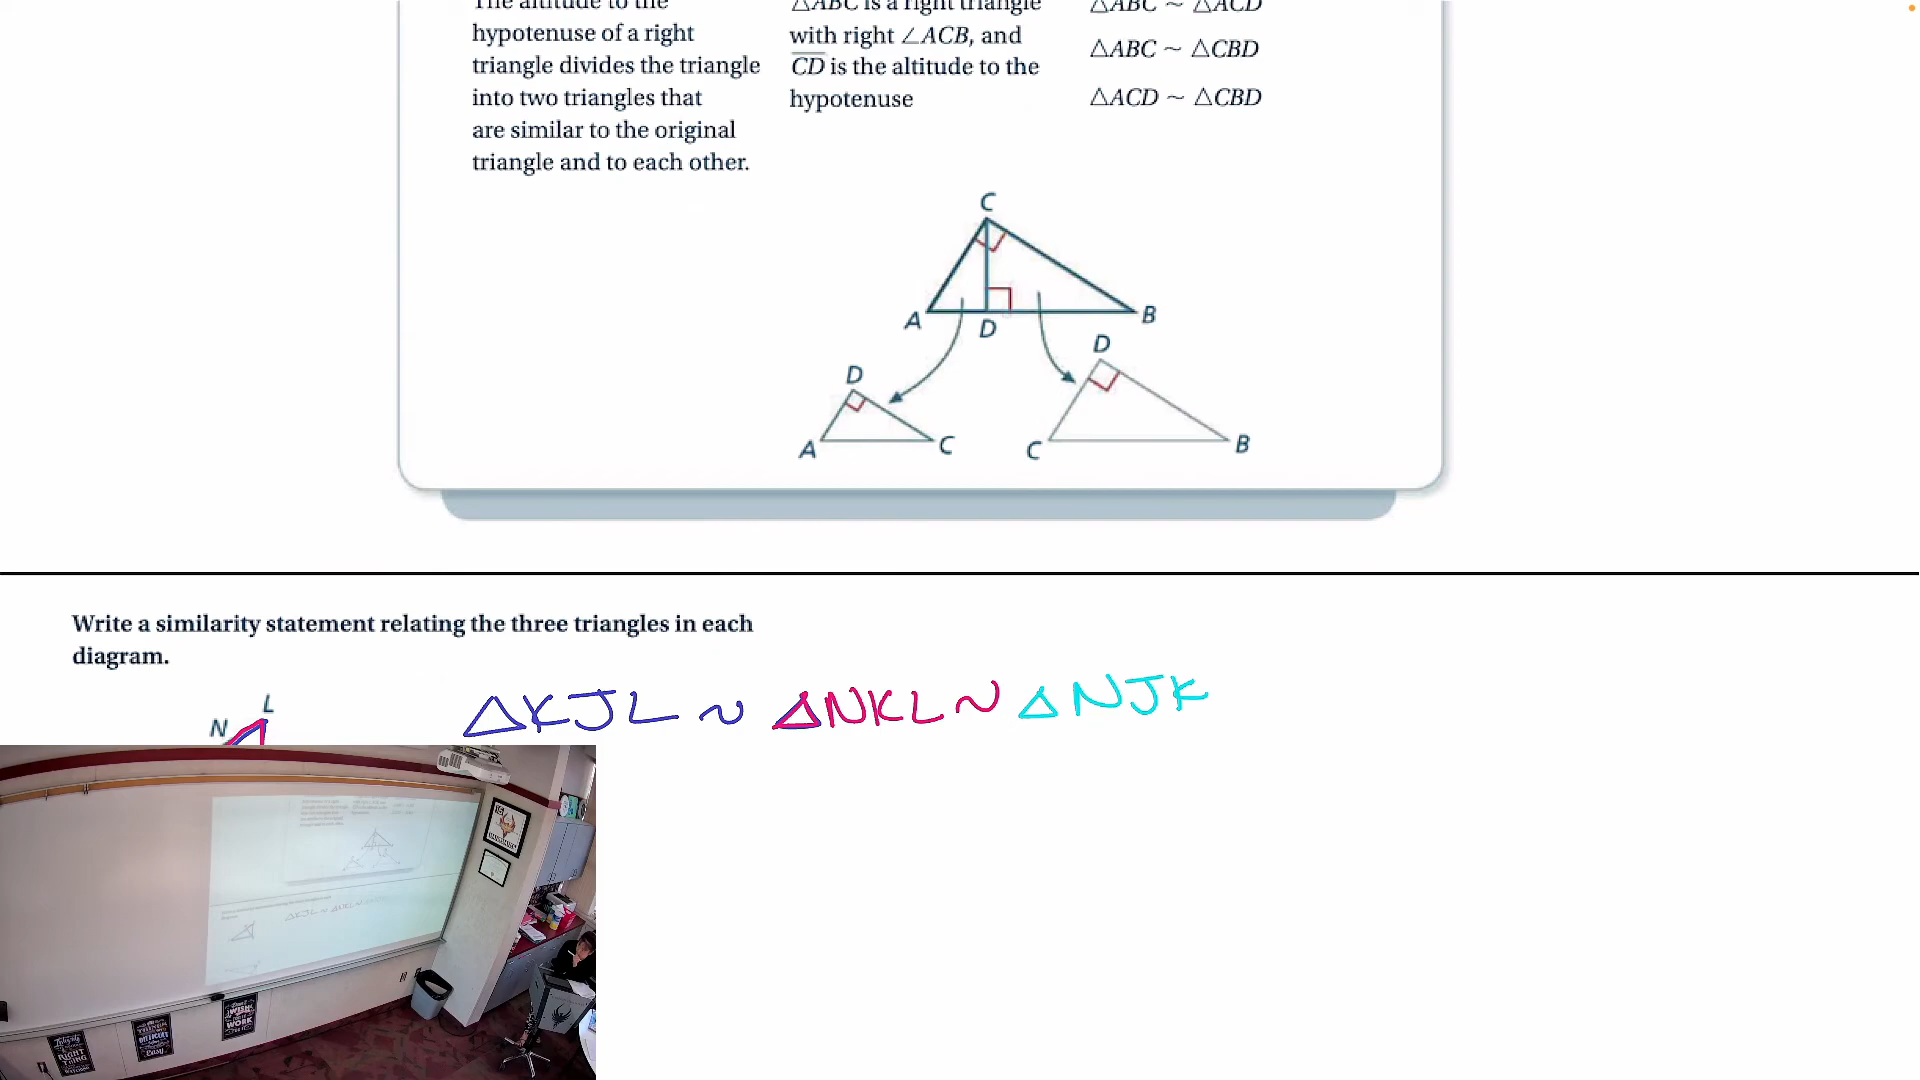 The altitude to the
hypotenuse of a right
triangle divides the triangle
into two triangles that
are similar to the original
triangle and to each other.
△ABC is a right triangle
with right ∠ACB, and
CD is the altitude to the
hypotenuse
△ABC ~ △ACD
△ABC ~ △CBD
△ACD ~ △CBD
C
A
D
B
D
A
C
D
C
B
Write a similarity statement relating the three triangles in each
diagram.
L
N
△KJL ~ △NKL ~ △NJK